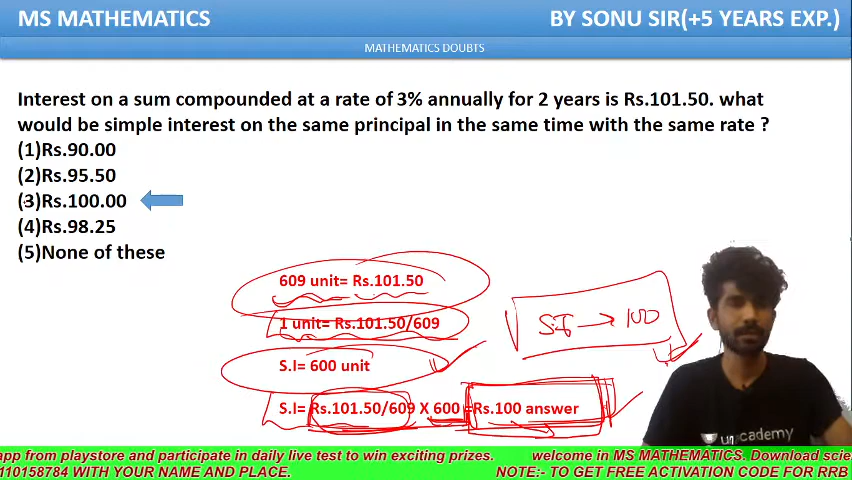 MS MATHEMATICS
BY SONU SIR(+5 YEARS EXP.)
MATHEMATICS DOUBTS
Interest on a sum compounded at a rate of 3% annually for 2 years is Rs.101.50. what
would be simple interest on the same principal in the same time with the same rate ?
(1)Rs.90.00
(2)Rs.95.50
(3)Rs.100.00
(4)Rs.98.25
(5)None of these
609 unit= Rs.101.50
1 unit= Rs.101.50/609
S.I= 600 unit
S.I= Rs.101.50/609 X 600 =Rs.100 answer
S.I → 100
unacademy
app from playstore and participate in daily live test to win exciting prizes. welcome in MS MATHEMATICS. Download scie
110158784 WITH YOUR NAME AND PLACE. NOTE:- TO GET FREE ACTIVATION CODE FOR RRB